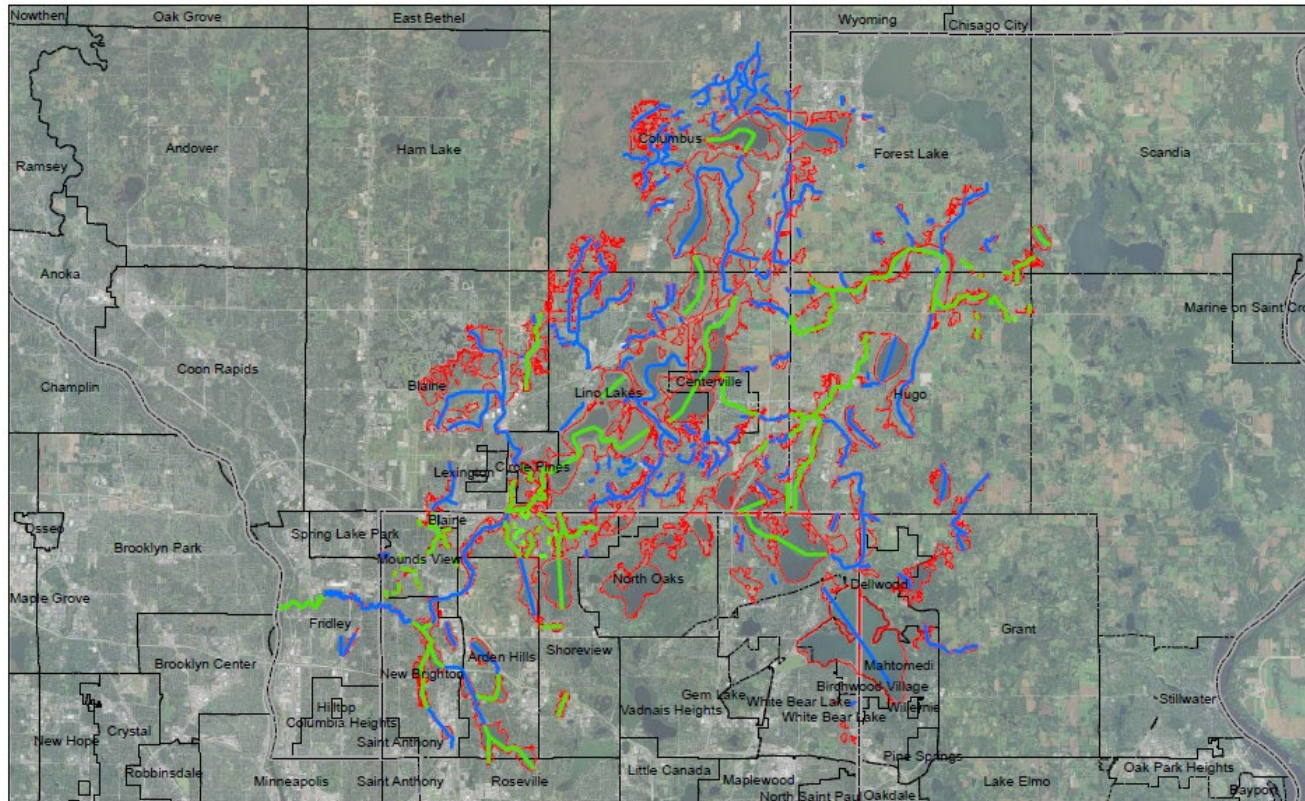 Nowthen
Oak Grove
East Bethel
Wyoming
Chisago City
Columbus
Andover
Ham Lake
Forest Lake
Scandia
Ramsey
Anoka
Marine on Saint Cro
Coon Rapids
Champlin
Blaine
Lino Lakes
Centerville
Hugo
Circle Pines
Lexington
Blaine
Osseo
Spring Lake Park
Brooklyn Park
Mounds View
North Oaks
Dellwood
Maple Grove
Fridley
Grant
Arden Hills
Shoreview
Brooklyn Center
Mahtomedi
New Brighton
Birchwood Village
Gem Lake
White Bear Lake
Willernie
Stillwater
Hilltop
Vadnais Heights
White Bear Lake
Columbia Heights
Crystal
New Hope
Saint Anthony
Pine Springs
Oak Park Heights
Robbinsdale
Little Canada
Minneapolis
Saint Anthony
Roseville
Maplewood
Lake Elmo
Bayport
North Saint Paul
Oakdale